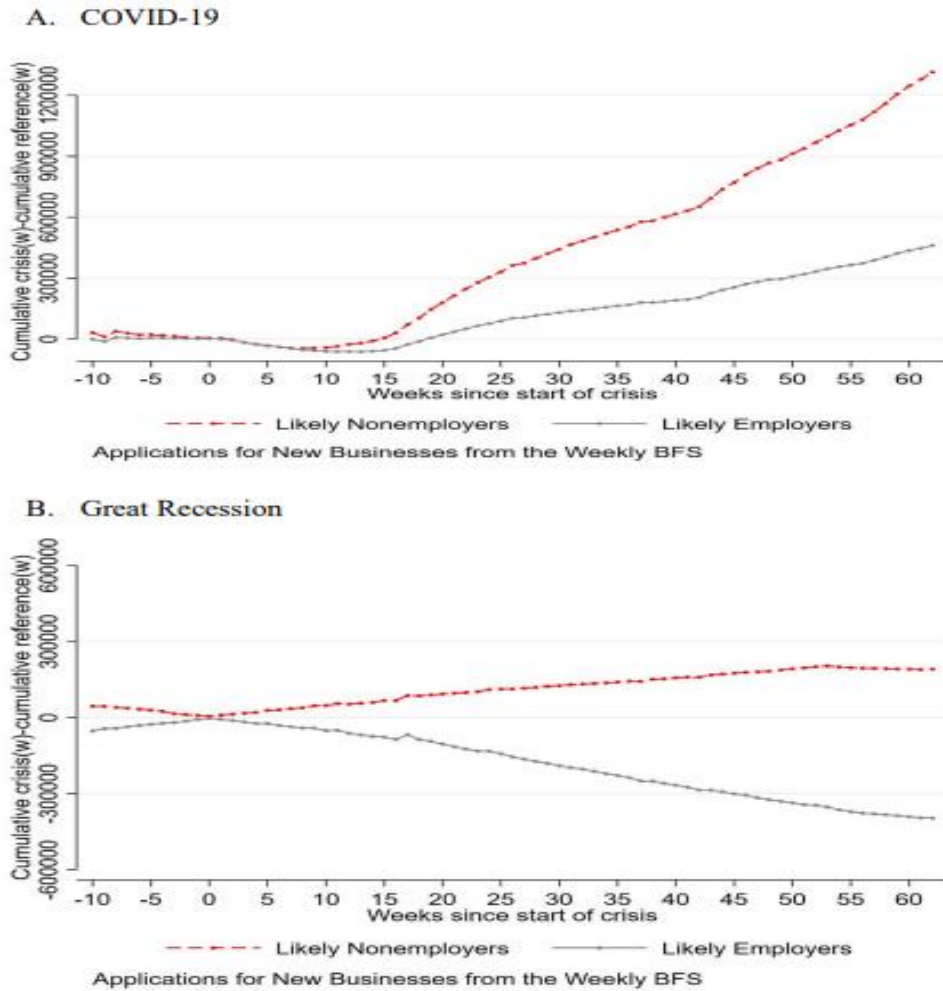 A. COVID-19
Cumulative crisis(w)-cumulative reference(w)
1200000
900000
600000
300000
0
-10 -5 0 5 10 15 20 25 30 35 40 45 50 55 60
Weeks since start of crisis
Likely Nonemployers Likely Employers
Applications for New Businesses from the Weekly BFS
B. Great Recession
Cumulative crisis(w)-cumulative reference(w)
600000
300000
0
-300000
-600000
-10 -5 0 5 10 15 20 25 30 35 40 45 50 55 60
Weeks since start of crisis
Likely Nonemployers Likely Employers
Applications for New Businesses from the Weekly BFS